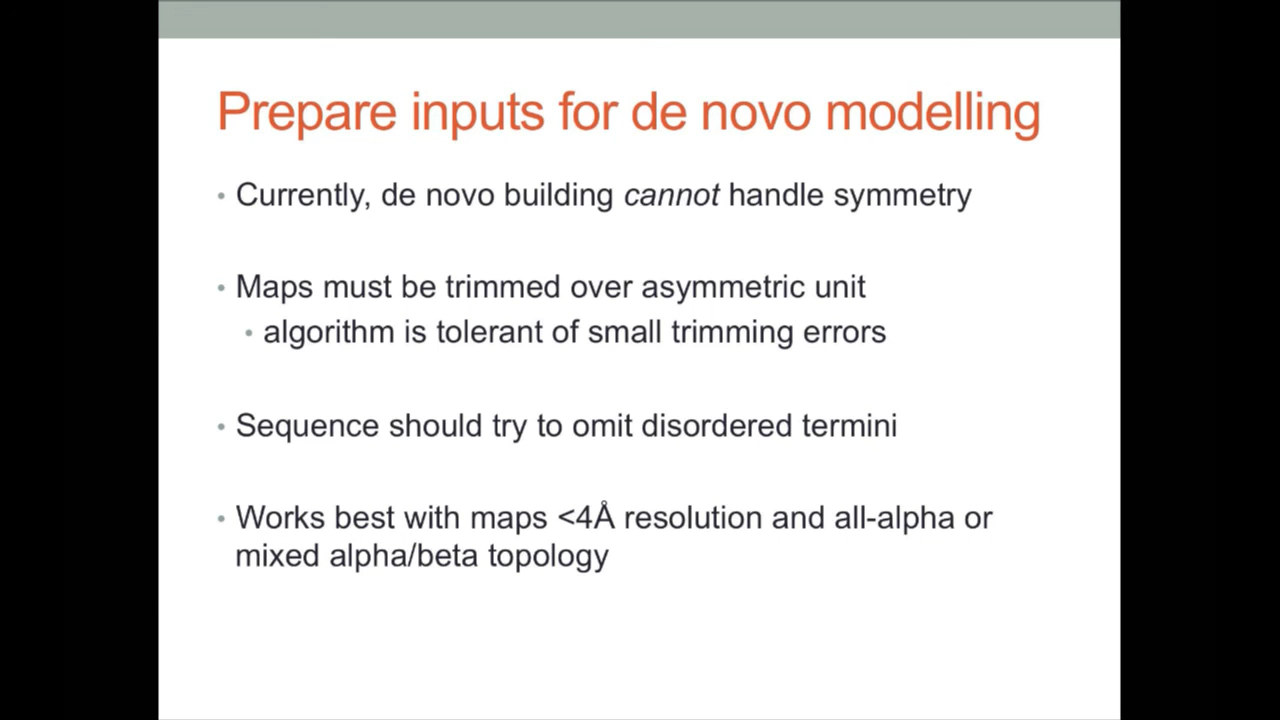 Prepare inputs for de novo modelling
• Currently, de novo building cannot handle symmetry
• Maps must be trimmed over asymmetric unit
• algorithm is tolerant of small trimming errors
• Sequence should try to omit disordered termini
• Works best with maps <4Å resolution and all-alpha or
mixed alpha/beta topology